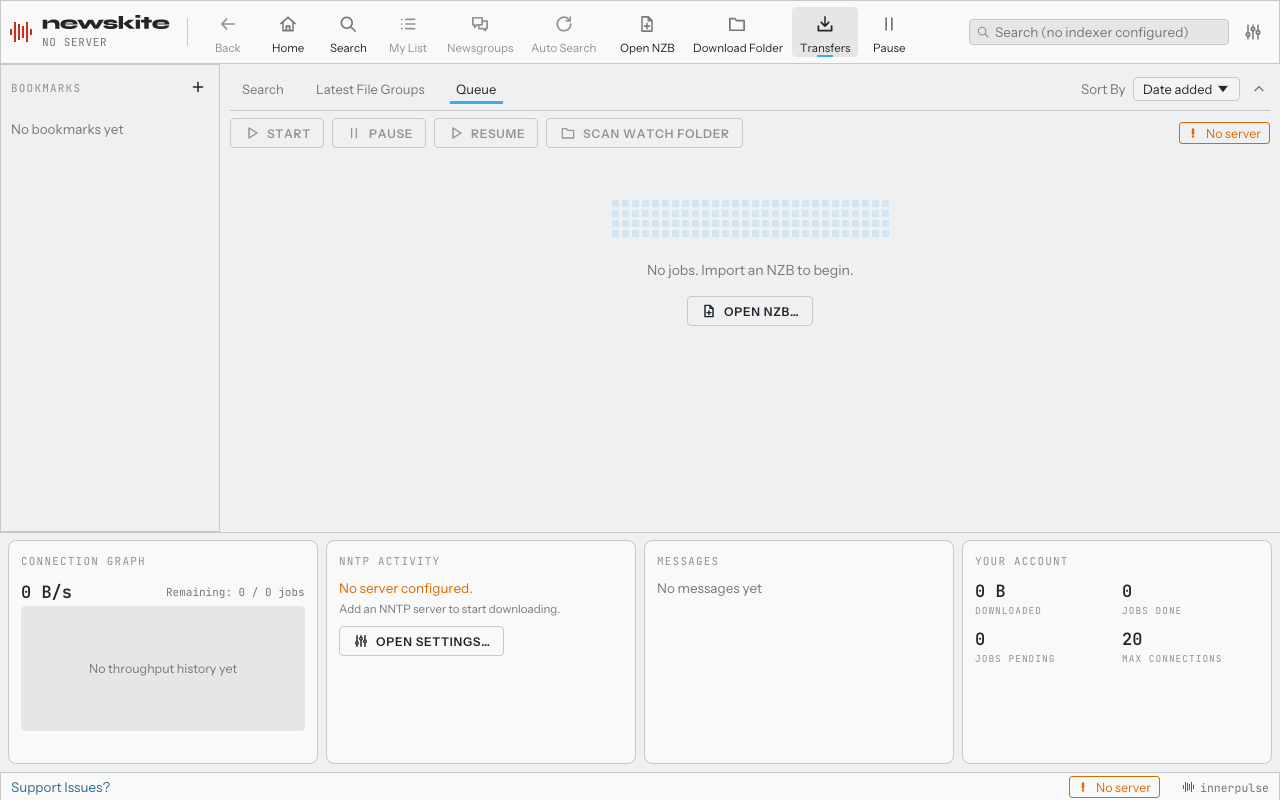 newskite
NO SERVER
Back
Home
Search
My List
Newsgroups
Auto Search
Open NZB
Download Folder
Transfers
Pause
Search (no indexer configured)
BOOKMARKS
No bookmarks yet
Search
Latest File Groups
Queue
Sort By
Date added
START
PAUSE
RESUME
SCAN WATCH FOLDER
No server
No jobs. Import an NZB to begin.
OPEN NZB...
CONNECTION GRAPH
0 B/s
Remaining: 0 / 0 jobs
No throughput history yet
NNTP ACTIVITY
No server configured.
Add an NNTP server to start downloading.
OPEN SETTINGS...
MESSAGES
No messages yet
YOUR ACCOUNT
0 B
DOWNLOADED
0
JOBS DONE
0
JOBS PENDING
20
MAX CONNECTIONS
Support Issues?
No server
innerpulse